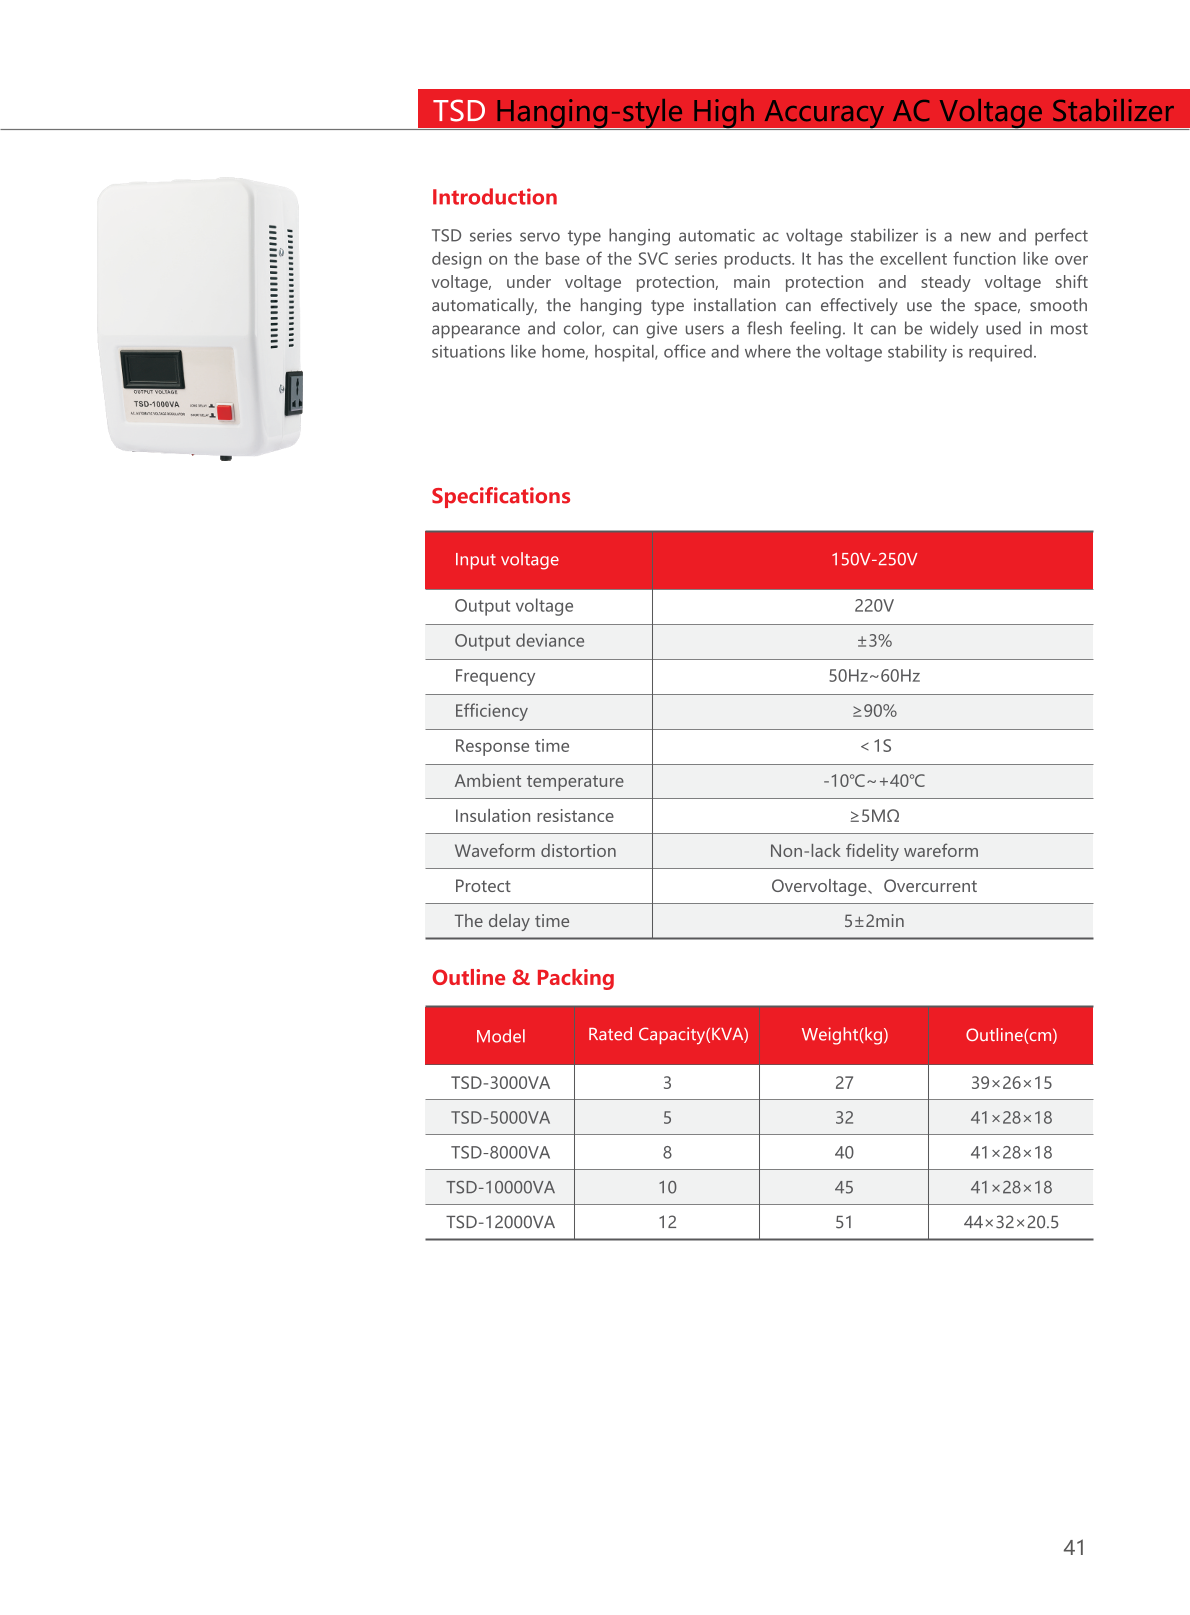 TSD Hanging-style High Accuracy AC Voltage Stabilizer
Introduction
TSD series servo type hanging automatic ac voltage stabilizer is a new and perfect
design on the base of the SVC series products. It has the excellent function like over
voltage, under voltage protection, main protection and steady voltage shift
automatically, the hanging type installation can effectively use the space, smooth
appearance and color, can give users a flesh feeling. It can be widely used in most
situations like home, hospital, office and where the voltage stability is required.
OUTPUT VOLTAGE
TSD-1000VA
LONG DELAY
A.C AUTOMATIC VOLTAGE REGULATOR
SHORT DELAY
Specifications
Input voltage 150V-250V
Output voltage 220V
Output deviance ±3%
Frequency 50Hz~60Hz
Efficiency ≥90%
Response time <1S
Ambient temperature -10℃~+40℃
Insulation resistance ≥5MΩ
Waveform distortion Non-lack fidelity wareform
Protect Overvoltage、Overcurrent
The delay time 5±2min
Outline & Packing
Model Rated Capacity(KVA) Weight(kg) Outline(cm)
TSD-3000VA 3 27 39×26×15
TSD-5000VA 5 32 41×28×18
TSD-8000VA 8 40 41×28×18
TSD-10000VA 10 45 41×28×18
TSD-12000VA 12 51 44×32×20.5
41